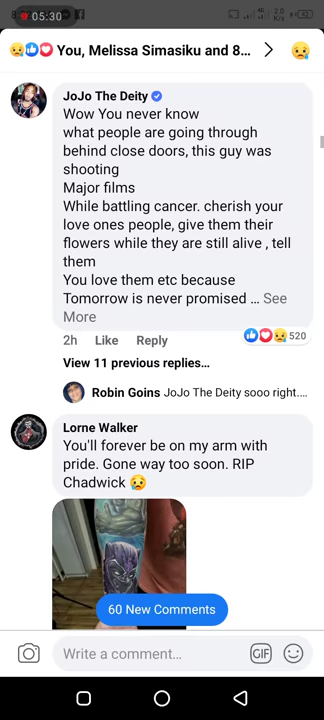 05:30
You, Melissa Simasiku and 8...
JoJo The Deity
Wow You never know
what people are going through
behind close doors, this guy was
shooting
Major films
While battling cancer. cherish your
love ones people, give them their
flowers while they are still alive , tell
them
You love them etc because
Tomorrow is never promised ... See
More
2h Like Reply
520
View 11 previous replies...
Robin Goins JoJo The Deity sooo right....
Lorne Walker
You'll forever be on my arm with
pride. Gone way too soon. RIP
Chadwick 😥
60 New Comments
Write a comment...
GIF